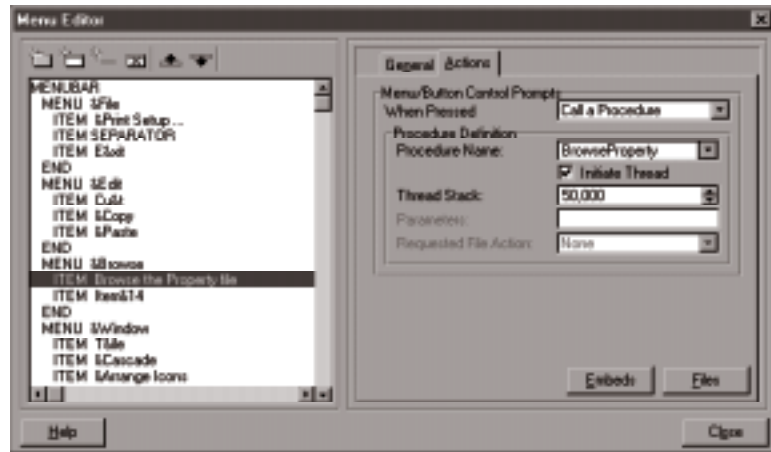 Menu Editor
General Actions
MENUBAR
MENU &File
ITEM &Print Setup...
ITEM SEPARATOR
ITEM E&xit
END
MENU &Edit
ITEM Cu&t
ITEM &Copy
ITEM &Paste
END
MENU &Browse
ITEM Browse the Property file
ITEM Item&14
END
MENU &Window
ITEM T&ile
ITEM &Cascade
ITEM &Arrange Icons
Menu/Button Control Prompts
When Pressed Call a Procedure
Procedure Definition
Procedure Name: BrowseProperty
Initiate Thread
Thread Stack: 50,000
Parameters:
Requested File Action: None
Embeds Files
Help Close